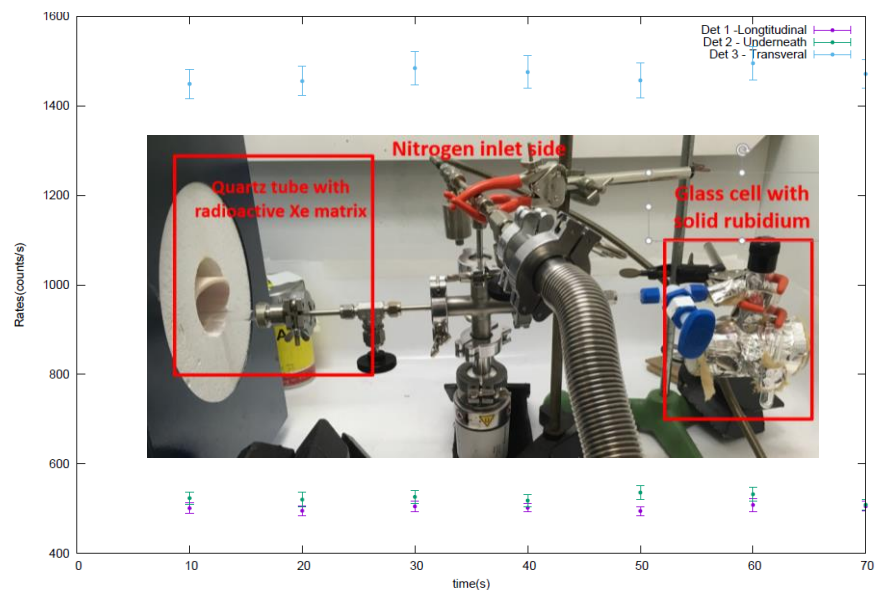 1600
1400
1200
1000
800
600
400
Rates(counts/s)
Det 1 -Longtitudinal
Det 2 - Underneath
Det 3 - Transveral
Nitrogen inlet side
Quartz tube with
radioactive Xe matrix
Glass cell with
solid rubidium
0
10
20
30
40
50
60
70
time(s)